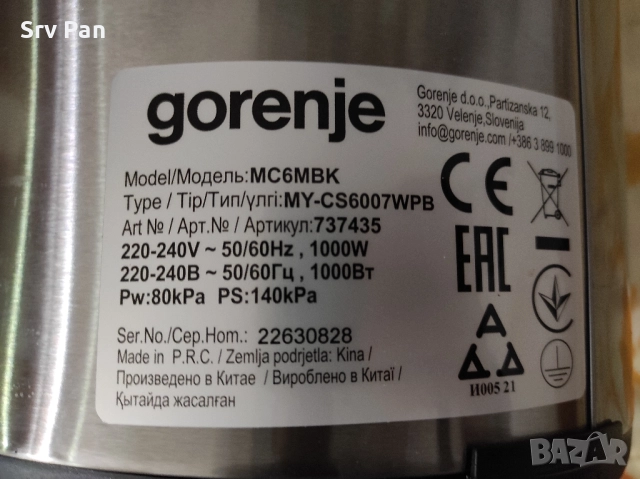 Srv Pan
gorenje
Gorenje d.o.o.,Partizanska 12,
3320 Velenje,Slovenija
info@gorenje.com /+386 3 899 1000
Model/Модель:MC6MBK
Type / Tip/Тип/үлгі:MY-CS6007WPB
Art № / Арт.№ / Артикул:737435
220-240V ~ 50/60Hz , 1000W
220-240В ~ 50/60Гц , 1000Вт
Pw:80kPa PS:140kPa
Ser.No./Сер.Ном.: 22630828
Made in P.R.C. / Zemlja podrjetla: Kina /
Произведено в Китае / Вироблено в Китаї /
Қытайда жасалған
CE
EAC
И005 21
BAZAR